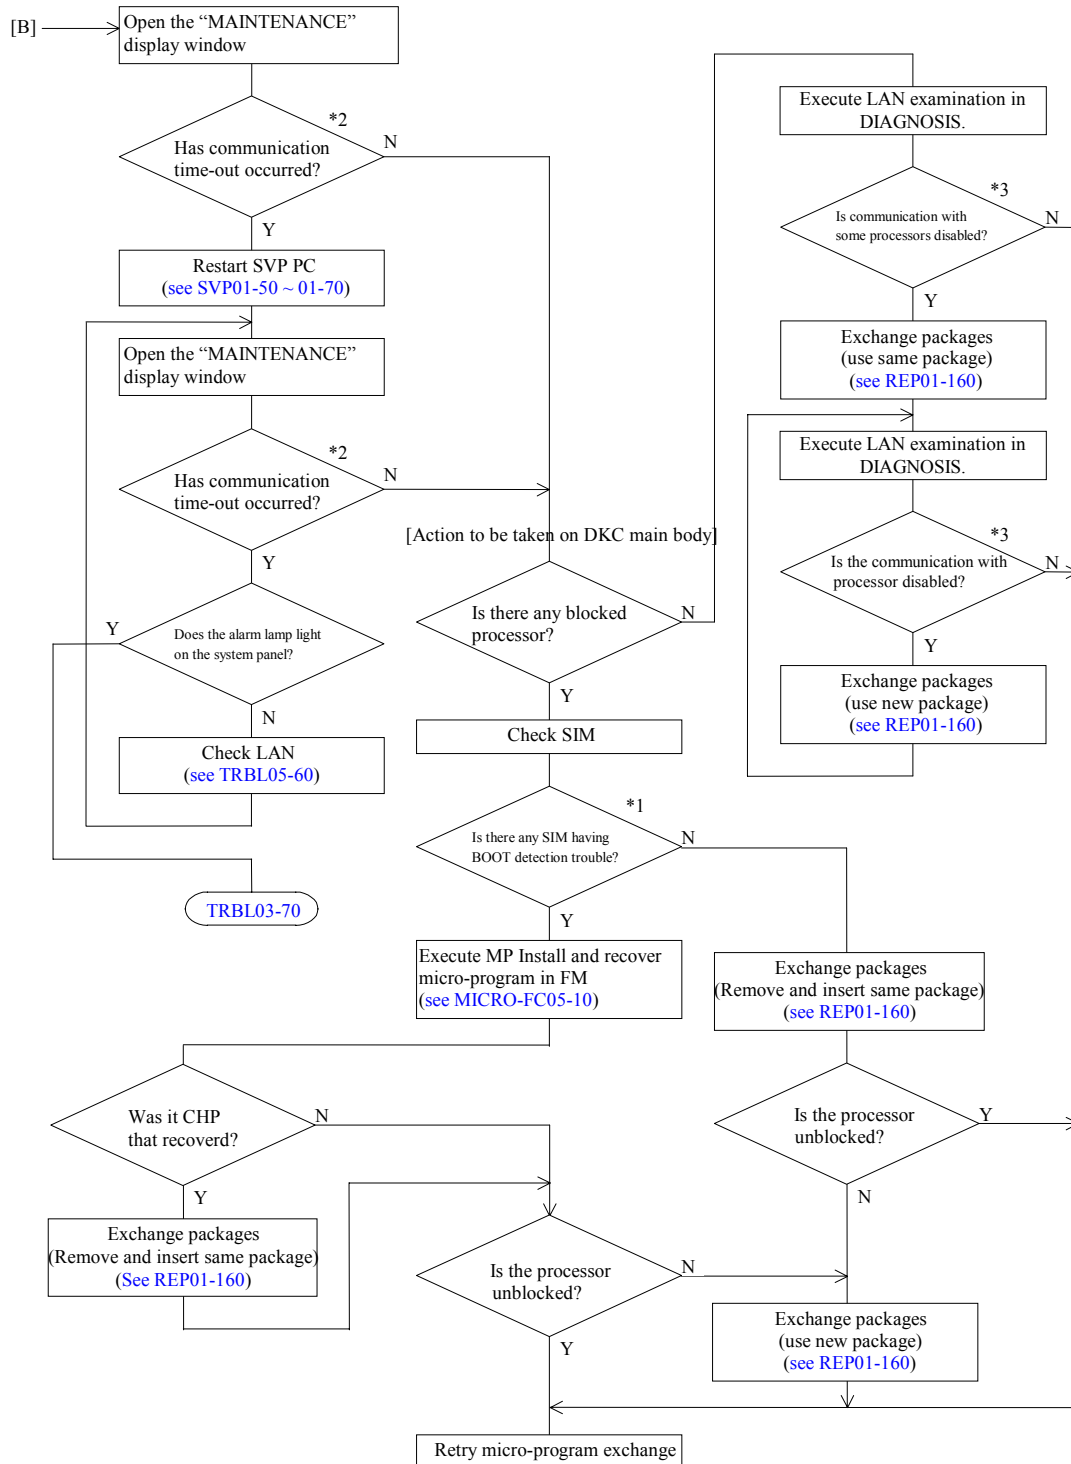 [B]
Open the “MAINTENANCE”
display window
*2
Has communication
time-out occurred?
N
Y
Restart SVP PC
(see SVP01-50 ~ 01-70)
Open the “MAINTENANCE”
display window
*2
Has communication
time-out occurred?
N
Y
Y
Does the alarm lamp light
on the system panel?
N
Check LAN
(see TRBL05-60)
TRBL03-70
[Action to be taken on DKC main body]
Is there any blocked
processor?
N
Y
Check SIM
*1
Is there any SIM having
BOOT detection trouble?
N
Y
Execute MP Install and recover
micro-program in FM
(see MICRO-FC05-10)
Was it CHP
that recoverd?
N
Y
Exchange packages
(Remove and insert same package)
(See REP01-160)
Is the processor
unblocked?
N
Y
Retry micro-program exchange
Execute LAN examination in
DIAGNOSIS.
*3
Is communication with
some processors disabled?
N
Y
Exchange packages
(use same package)
(see REP01-160)
Execute LAN examination in
DIAGNOSIS.
*3
Is the communication with
processor disabled?
N
Y
Exchange packages
(use new package)
(see REP01-160)
Exchange packages
(Remove and insert same package)
(see REP01-160)
Is the processor
unblocked?
Y
N
Exchange packages
(use new package)
(see REP01-160)